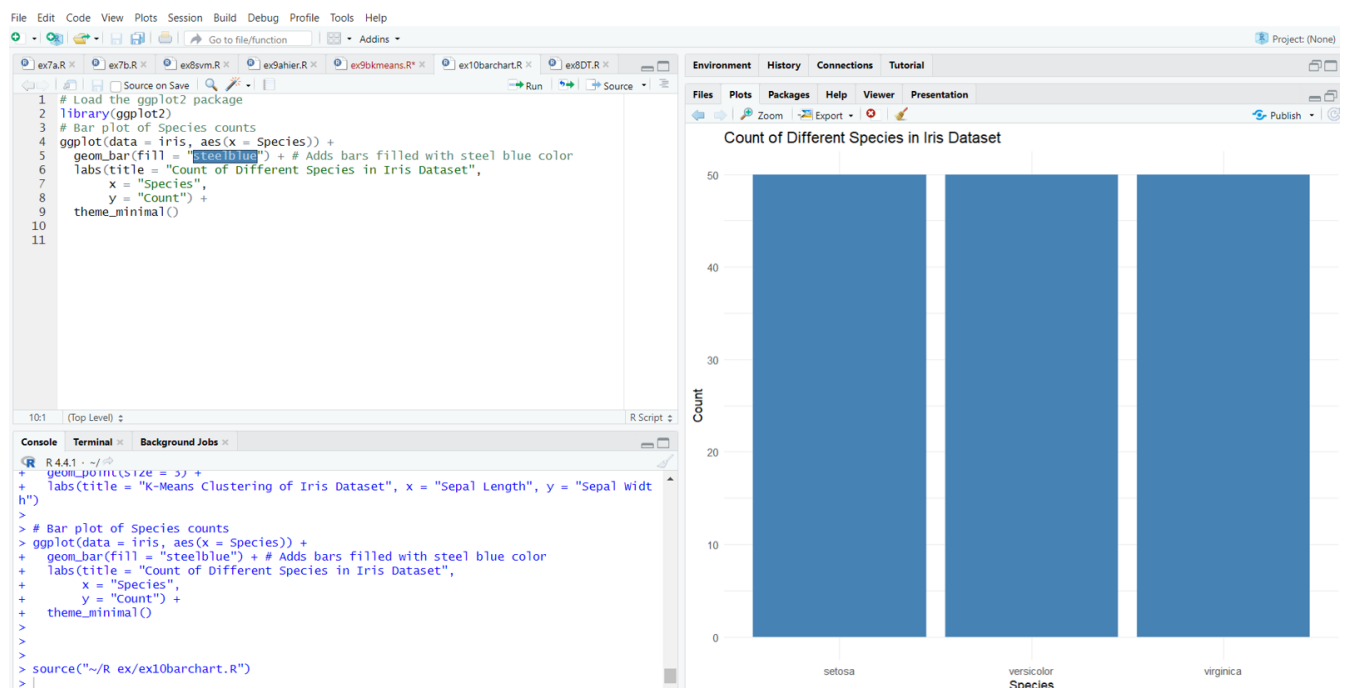 File Edit Code View Plots Session Build Debug Profile Tools Help
Go to file/function Addins Project: (None)
ex7a.R ex7b.R ex8svm.R ex9ahier.R ex9bkmeans.R* ex10barchart.R ex8DT.R
Source on Save Run Source
1 # Load the ggplot2 package
2 library(ggplot2)
3 # Bar plot of Species counts
4 ggplot(data = iris, aes(x = Species)) +
5 geom_bar(fill = "steelblue") + # Adds bars filled with steel blue color
6 labs(title = "Count of Different Species in Iris Dataset",
7 x = "Species",
8 y = "Count") +
9 theme_minimal()
10
11
10:1 (Top Level) R Script
Console Terminal Background Jobs
R R 4.4.1 · ~/
+ geom_point(size = 3) +
+ labs(title = "K-Means Clustering of Iris Dataset", x = "Sepal Length", y = "Sepal Widt
h")
>
> # Bar plot of Species counts
> ggplot(data = iris, aes(x = Species)) +
+ geom_bar(fill = "steelblue") + # Adds bars filled with steel blue color
+ labs(title = "Count of Different Species in Iris Dataset",
+ x = "Species",
+ y = "Count") +
+ theme_minimal()
>
>
>
> source("~/R ex/ex10barchart.R")
>
Environment History Connections Tutorial
Files Plots Packages Help Viewer Presentation
Zoom Export Publish
Count of Different Species in Iris Dataset
50
40
30
Count
20
10
0
setosa versicolor virginica
Species